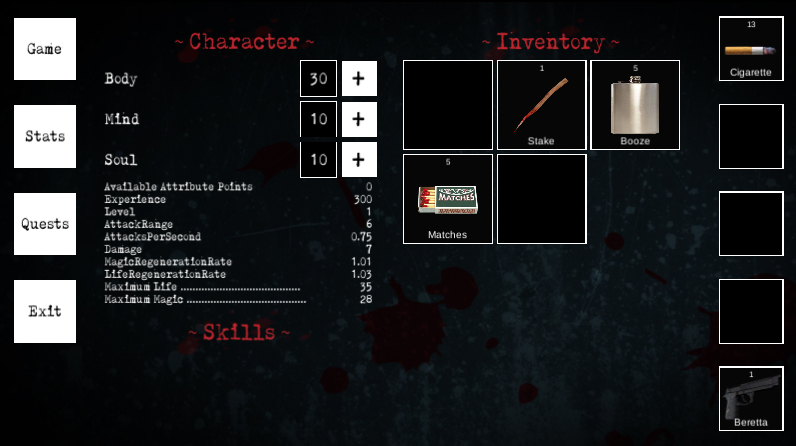 Game
Stats
Quests
Exit
~ Character ~
Body 30 +
Mind 10 +
Soul 10 +
Available Attribute Points 0
Experience 300
Level 1
AttackRange 6
AttacksPerSecond 0.75
Damage 7
MagicRegenerationRate 1.01
LifeRegenerationRate 1.03
Maximum Life ........................................ 35
Maximum Magic ........................................ 28
~ Skills ~
~ Inventory ~
1
Stake
5
Booze
5
MATCHES
Matches
13
Cigarette
1
Beretta